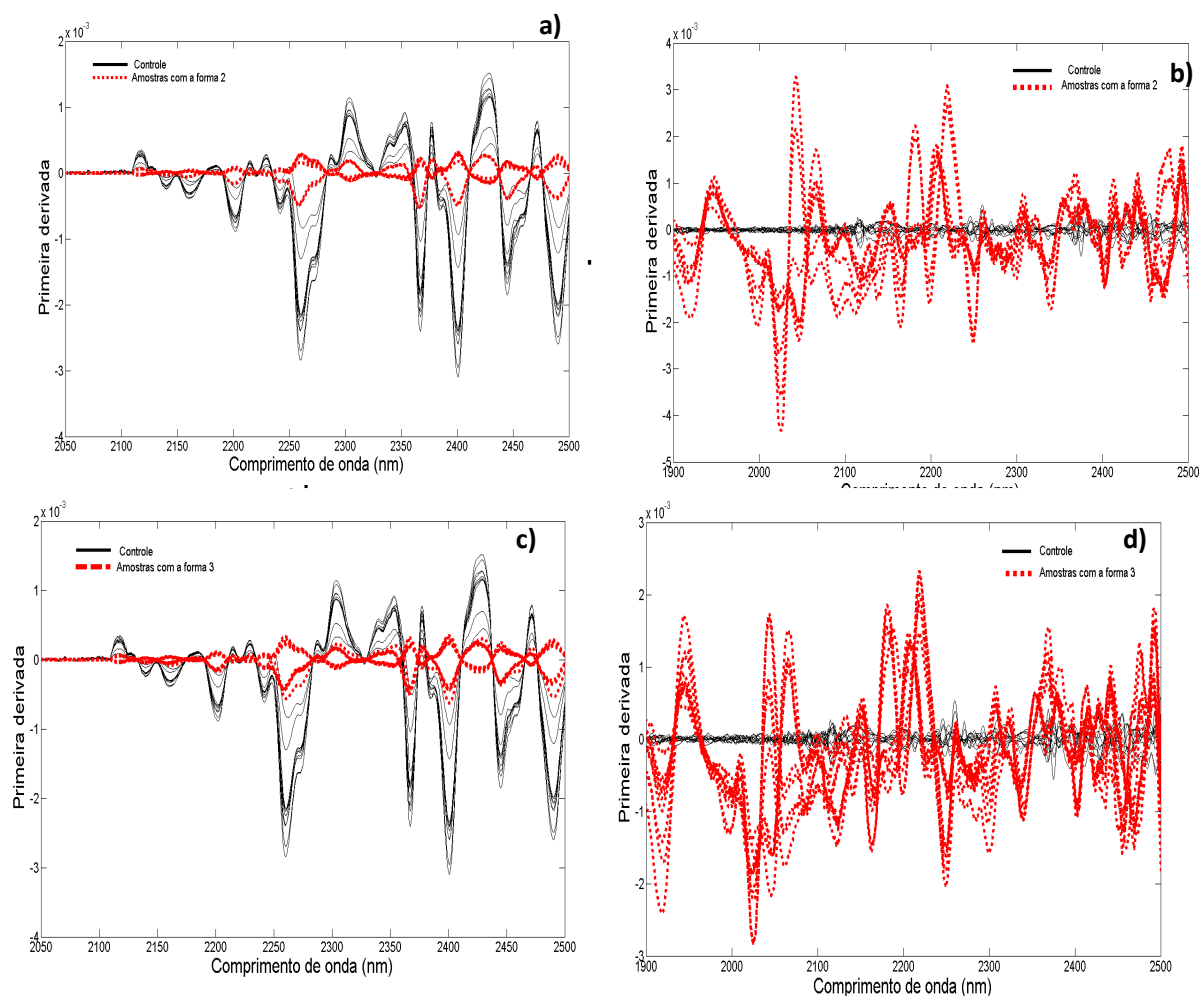 a)
x 10⁻³
Controle
Amostras com a forma 2
Primeira derivada
2
1
0
-1
-2
-3
-4
2050 2100 2150 2200 2250 2300 2350 2400 2450 2500
Comprimento de onda (nm)
b)
x 10⁻³
Controle
Amostras com a forma 2
Primeira derivada
4
3
2
1
0
-1
-2
-3
-4
-5
1900 2000 2100 2200 2300 2400 2500
Comprimento de onda (nm)
c)
x 10⁻³
Controle
Amostras com a forma 3
Primeira derivada
2
1
0
-1
-2
-3
-4
2050 2100 2150 2200 2250 2300 2350 2400 2450 2500
Comprimento de onda (nm)
d)
x 10⁻³
Controle
Amostras com a forma 3
Primeira derivada
3
2
1
0
-1
-2
-3
1900 2000 2100 2200 2300 2400 2500
Comprimento de onda (nm)